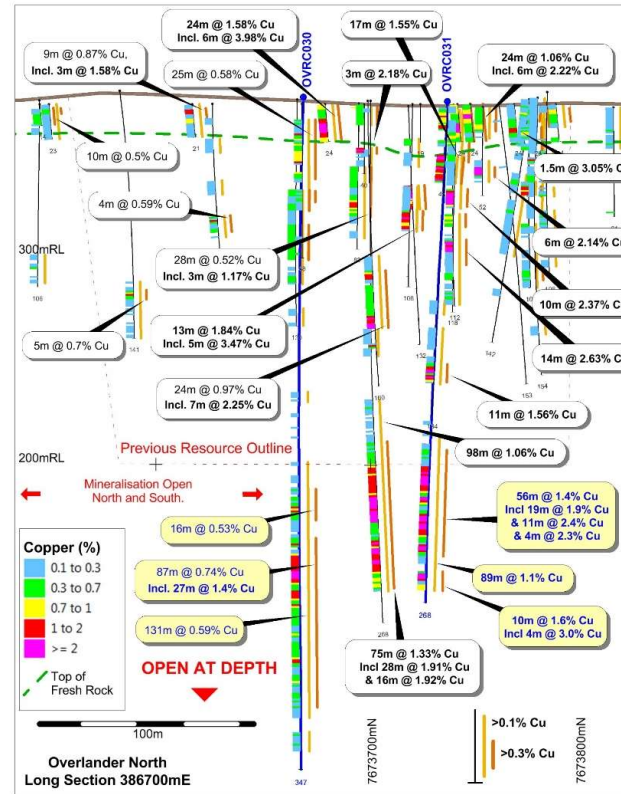 24m @ 1.58% Cu
Incl. 6m @ 3.98% Cu
17m @ 1.55% Cu
OVRC030
OVRC031
9m @ 0.87% Cu,
Incl. 3m @ 1.58% Cu
25m @ 0.58% Cu
3m @ 2.18% Cu
24m @ 1.06% Cu
Incl. 6m @ 2.22% Cu
23
21
24
10m @ 0.5% Cu
1.5m @ 3.05% C
4m @ 0.59% Cu
52
6m @ 2.14% Cu
300mRL
28m @ 0.52% Cu
Incl. 3m @ 1.17% Cu
10m @ 2.37% Cu
106
108
112
118
13m @ 1.84% Cu
Incl. 5m @ 3.47% Cu
14m @ 2.63% Cu
5m @ 0.7% Cu
141
132
142
154
153
24m @ 0.97% Cu
Incl. 7m @ 2.25% Cu
11m @ 1.56% Cu
98m @ 1.06% Cu
Previous Resource Outline
200mRL
Mineralisation Open
North and South.
56m @ 1.4% Cu
Incl 19m @ 1.9% Cu
& 11m @ 2.4% Cu
& 4m @ 2.3% Cu
16m @ 0.53% Cu
Copper (%)
0.1 to 0.3
0.3 to 0.7
0.7 to 1
1 to 2
>= 2
Top of
Fresh Rock
87m @ 0.74% Cu
Incl. 27m @ 1.4% Cu
89m @ 1.1% Cu
131m @ 0.59% Cu
268
10m @ 1.6% Cu
Incl 4m @ 3.0% Cu
268
75m @ 1.33% Cu
Incl 28m @ 1.91% Cu
& 16m @ 1.92% Cu
OPEN AT DEPTH
100m
7673700mN
>0.1% Cu
>0.3% Cu
7673800mN
Overlander North
Long Section 386700mE
347